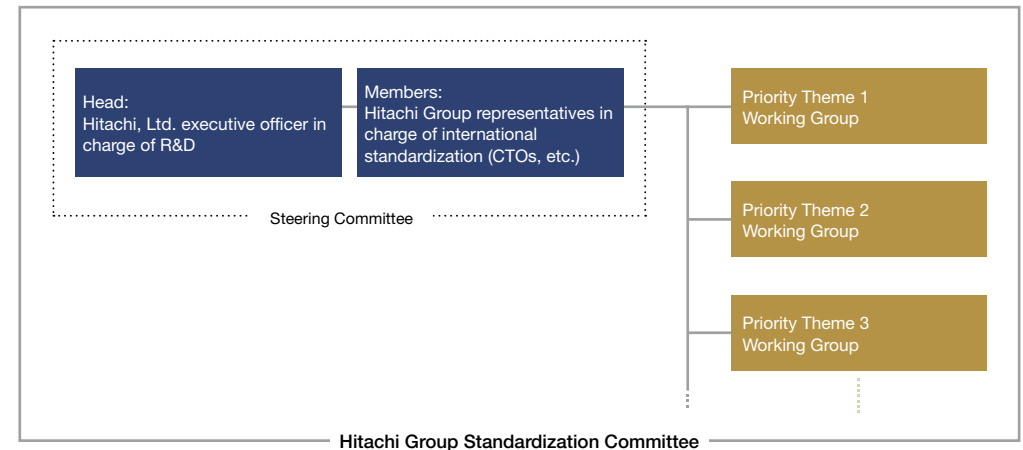 Head:
Hitachi, Ltd. executive officer in
charge of R&D
Members:
Hitachi Group representatives in
charge of international
standardization (CTOs, etc.)
Steering Committee
Priority Theme 1
Working Group
Priority Theme 2
Working Group
Priority Theme 3
Working Group
Hitachi Group Standardization Committee